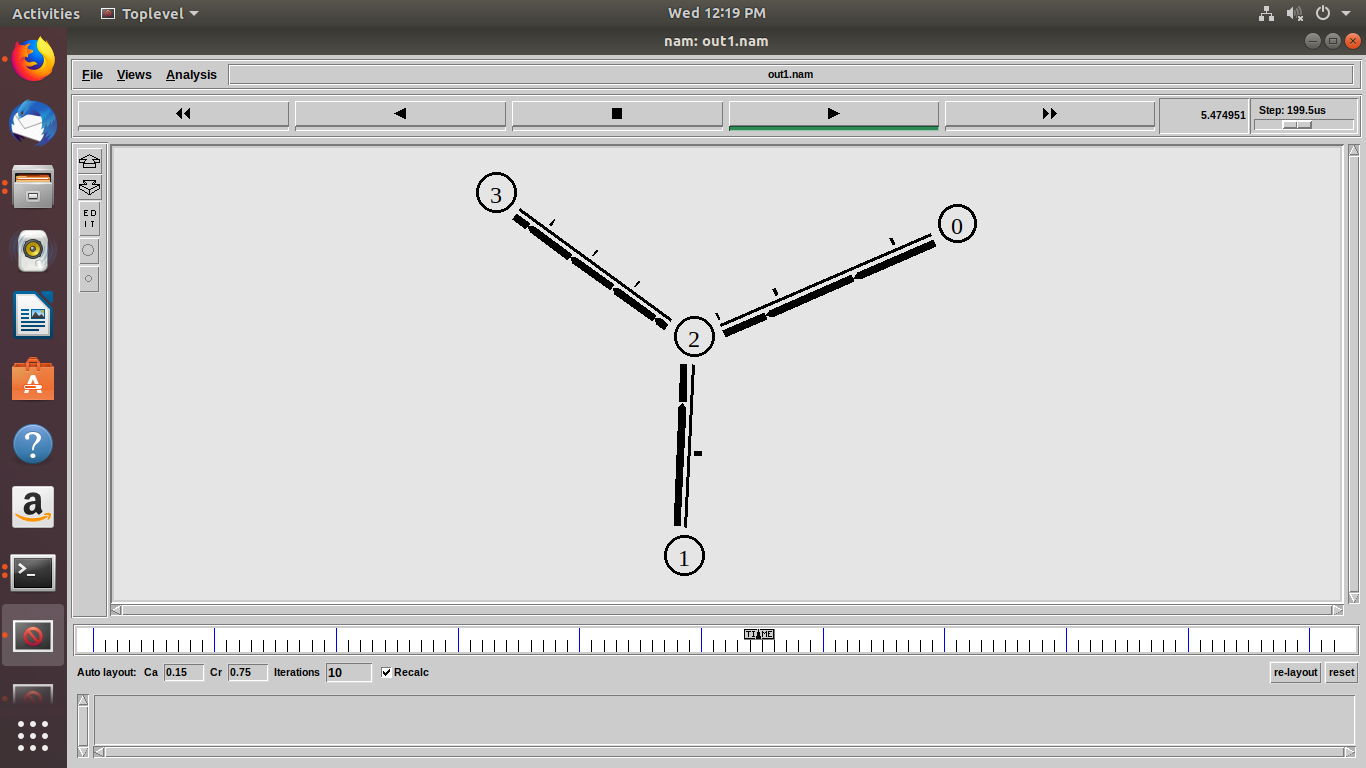 Activities Toplevel Wed 12:19 PM
nam: out1.nam
File Views Analysis out1.nam
5.474951 Step: 199.5us
E D
I T
3
0
2
1
TIME
Auto layout: Ca 0.15 Cr 0.75 Iterations 10 Recalc re-layout reset